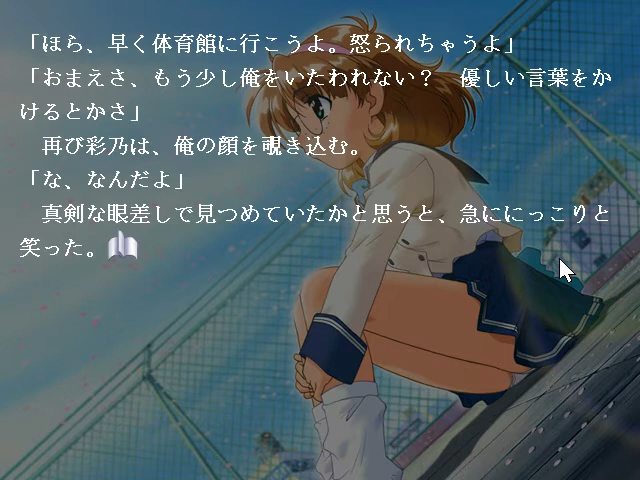 「ほら、早く体育館に行こうよ。怒られちゃうよ」
「おまえさ、もう少し俺をいたわれない？　優しい言葉をか
けるとかさ」
　再び彩乃は、俺の顔を覗き込む。
「な、なんだよ」
　真剣な眼差しで見つめていたかと思うと、急ににっこりと
笑った。